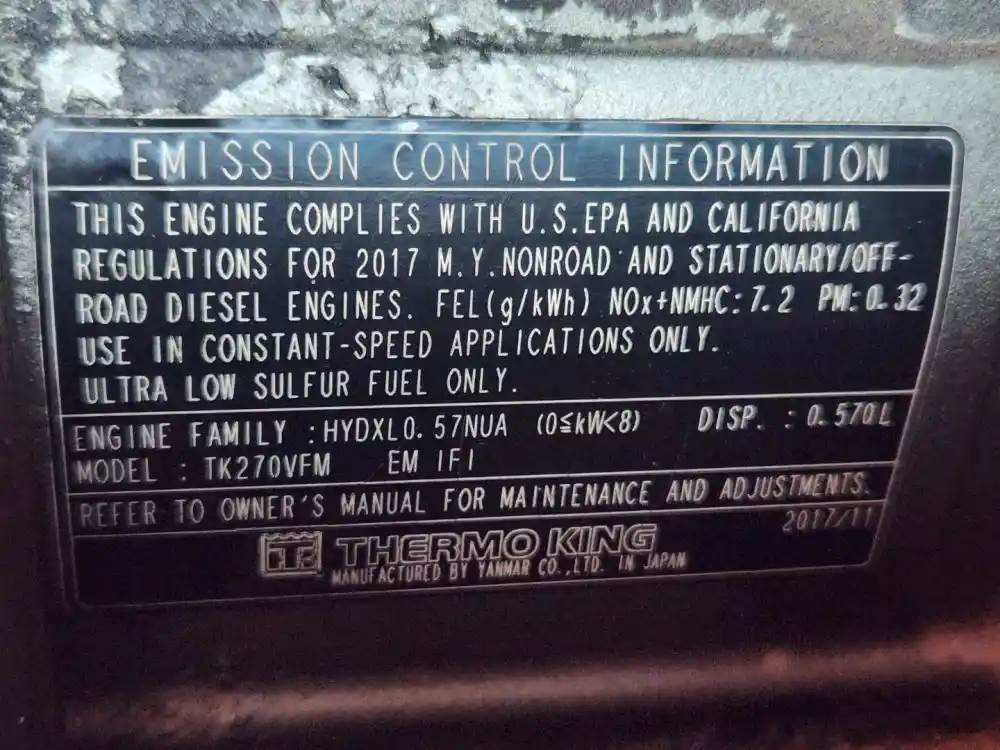 EMISSION CONTROL INFORMATION
THIS ENGINE COMPLIES WITH U.S.EPA AND CALIFORNIA
REGULATIONS FOR 2017 M.Y.NONROAD AND STATIONARY/OFF-
ROAD DIESEL ENGINES. FEL(g/kWh) NOx+NMHC:7.2 PM:0.32
USE IN CONSTANT-SPEED APPLICATIONS ONLY.
ULTRA LOW SULFUR FUEL ONLY.
ENGINE FAMILY :HYDXL0.57NUA (0≦kW<8) DISP. : 0.570L
MODEL : TK270VFM EM IFI
REFER TO OWNER'S MANUAL FOR MAINTENANCE AND ADJUSTMENTS.
2017/11
THERMO KING
MANUFACTURED BY YANMAR CO.,LTD. IN JAPAN